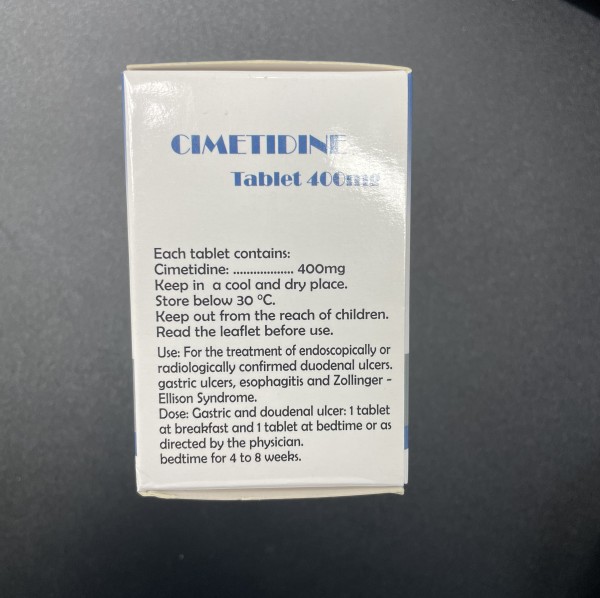 CIMETIDINE
Tablet 400mg
Each tablet contains:
Cimetidine: .................. 400mg
Keep in a cool and dry place.
Store below 30 °C.
Keep out from the reach of children.
Read the leaflet before use.
Use: For the treatment of endoscopically or
radiologically confirmed duodenal ulcers.
gastric ulcers, esophagitis and Zollinger -
Ellison Syndrome.
Dose: Gastric and doudenal ulcer: 1 tablet
at breakfast and 1 tablet at bedtime or as
directed by the physician.
bedtime for 4 to 8 weeks.